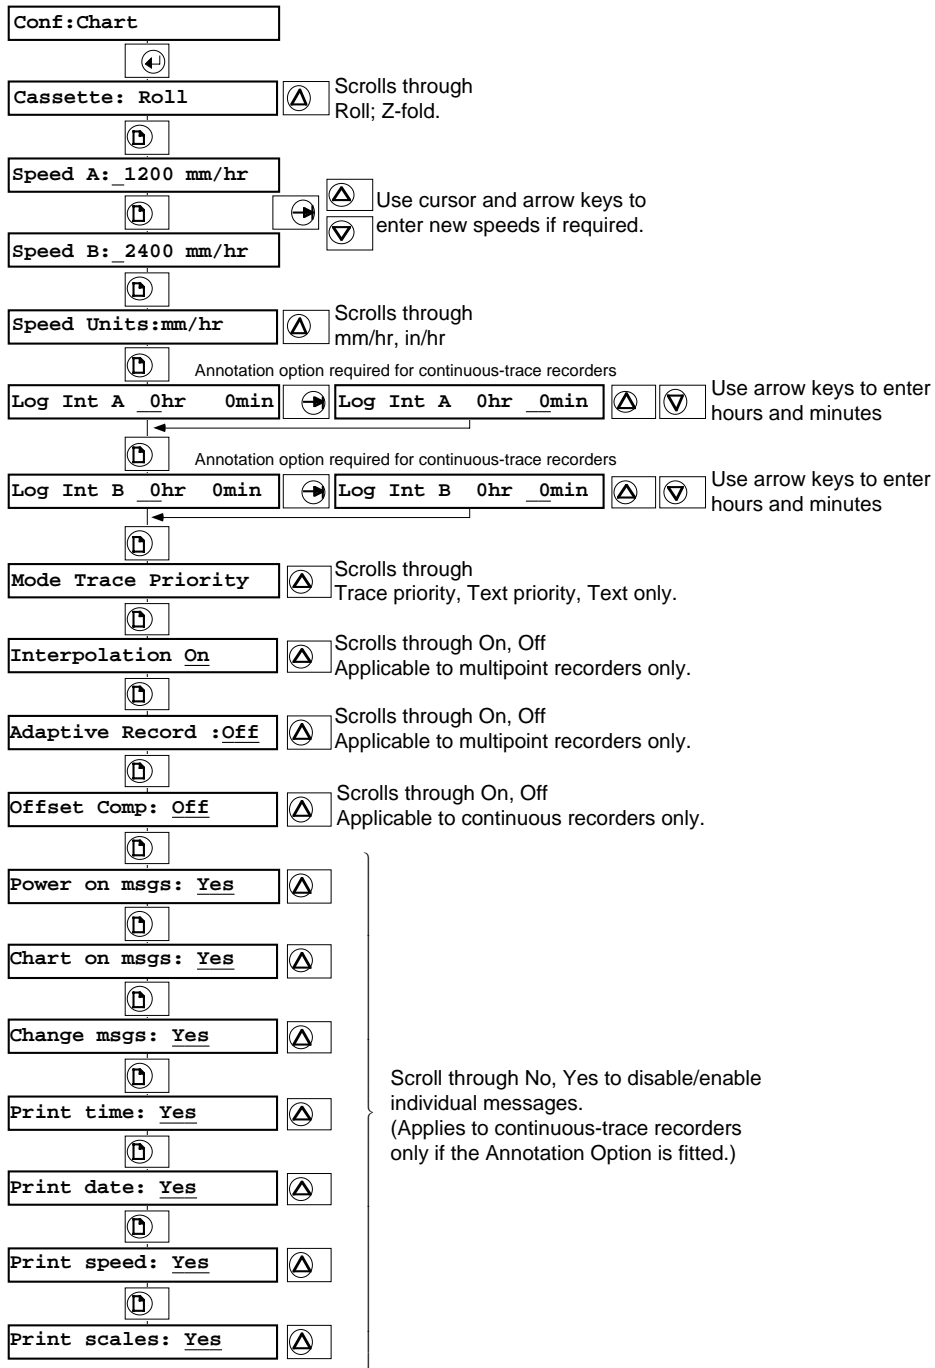 Conf:Chart
Cassette: Roll
Scrolls through
Roll; Z-fold.
Speed A:_1200 mm/hr
Use cursor and arrow keys to
enter new speeds if required.
Speed B:_2400 mm/hr
Speed Units:mm/hr
Scrolls through
mm/hr, in/hr
Annotation option required for continuous-trace recorders
Log Int A _0hr 0min
Log Int A 0hr _0min
Use arrow keys to enter
hours and minutes
Annotation option required for continuous-trace recorders
Log Int B _0hr 0min
Log Int B 0hr _0min
Use arrow keys to enter
hours and minutes
Mode Trace Priority
Scrolls through
Trace priority, Text priority, Text only.
Interpolation On
Scrolls through On, Off
Applicable to multipoint recorders only.
Adaptive Record :Off
Scrolls through On, Off
Applicable to multipoint recorders only.
Offset Comp: Off
Scrolls through On, Off
Applicable to continuous recorders only.
Power on msgs: Yes
Chart on msgs: Yes
Change msgs: Yes
Scroll through No, Yes to disable/enable
individual messages.
(Applies to continuous-trace recorders
only if the Annotation Option is fitted.)
Print time: Yes
Print date: Yes
Print speed: Yes
Print scales: Yes